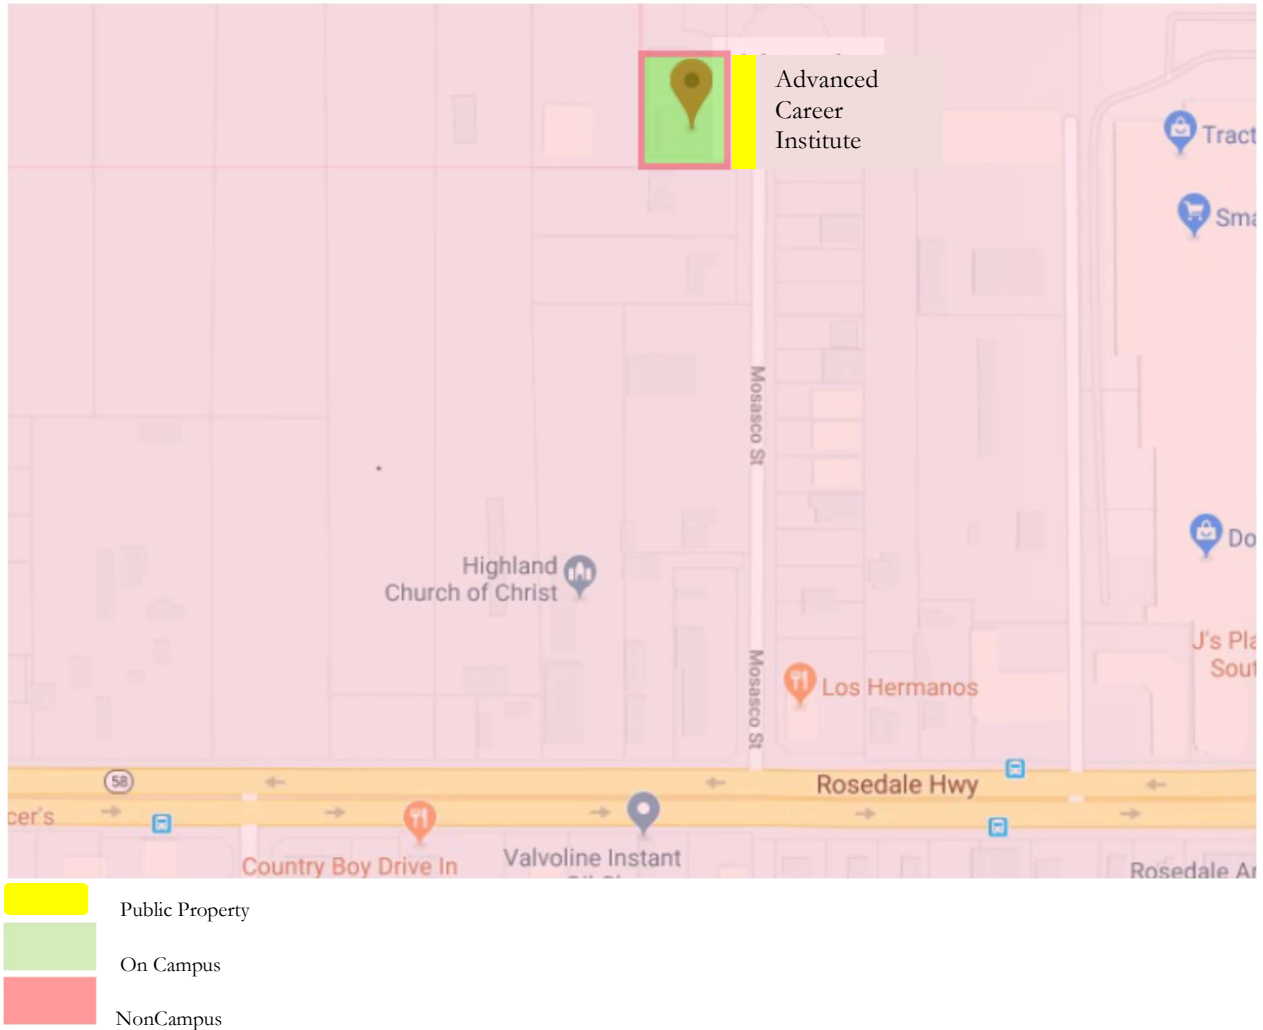 Advanced
Career
Institute
Tract
Sma
Mosasco St
Do
Highland
Church of Christ
J's Pla
Sout
Mosasco St
Los Hermanos
58
Rosedale Hwy
cer's
Country Boy Drive In
Valvoline Instant
Rosedale Ar
Public Property
On Campus
NonCampus